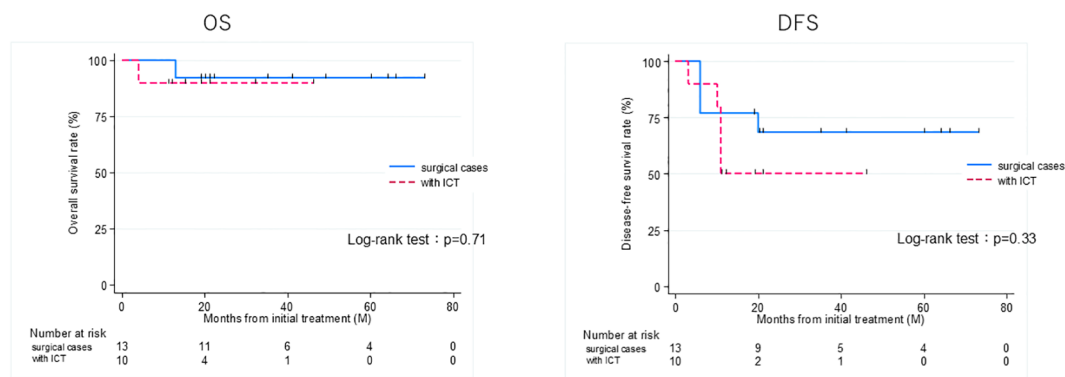 OS
100
75
50
25
0
Overall survival rate (%)
surgical cases
with ICT
Log-rank test：p=0.71
0 20 40 60 80
Months from initial treatment (M)
Number at risk
surgical cases 13 11 6 4 0
with ICT 10 4 1 0 0
DFS
100
75
50
25
0
Disease-free survival rate (%)
surgical cases
with ICT
Log-rank test：p=0.33
0 20 40 60 80
Months from initial treatment (M)
Number at risk
surgical cases 13 9 5 4 0
with ICT 10 2 1 0 0